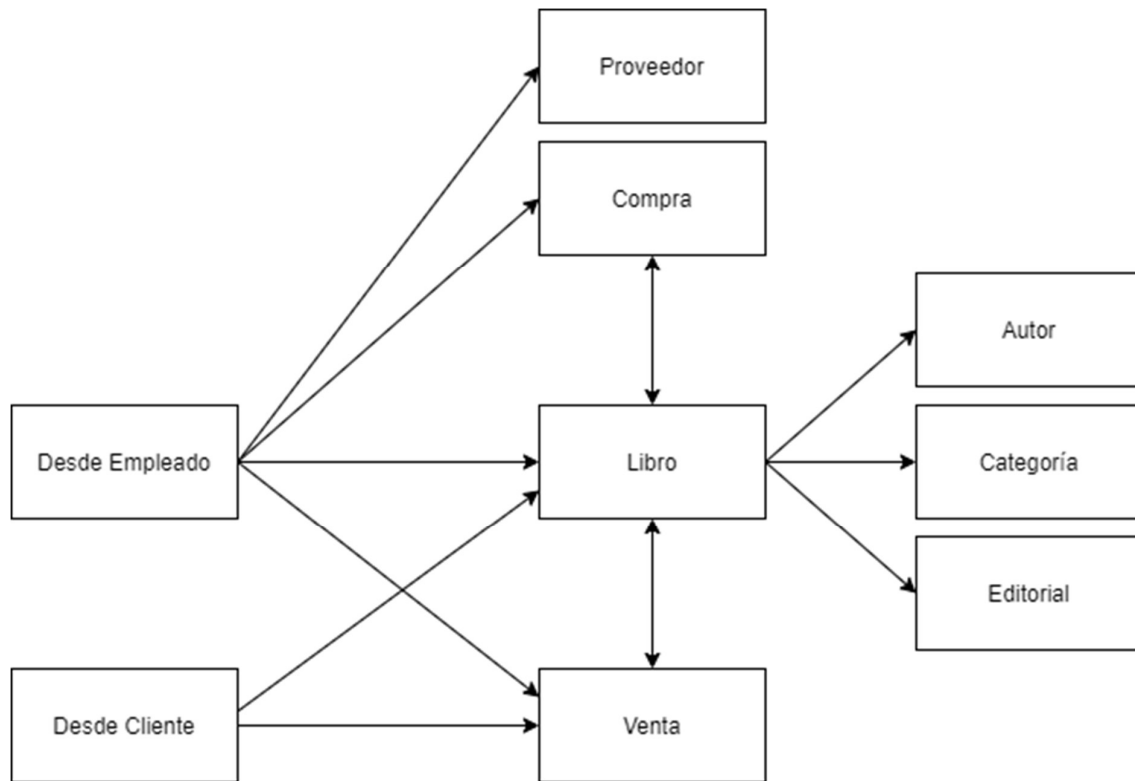 Proveedor
Compra
Autor
Desde Empleado
Libro
Categoría
Editorial
Desde Cliente
Venta